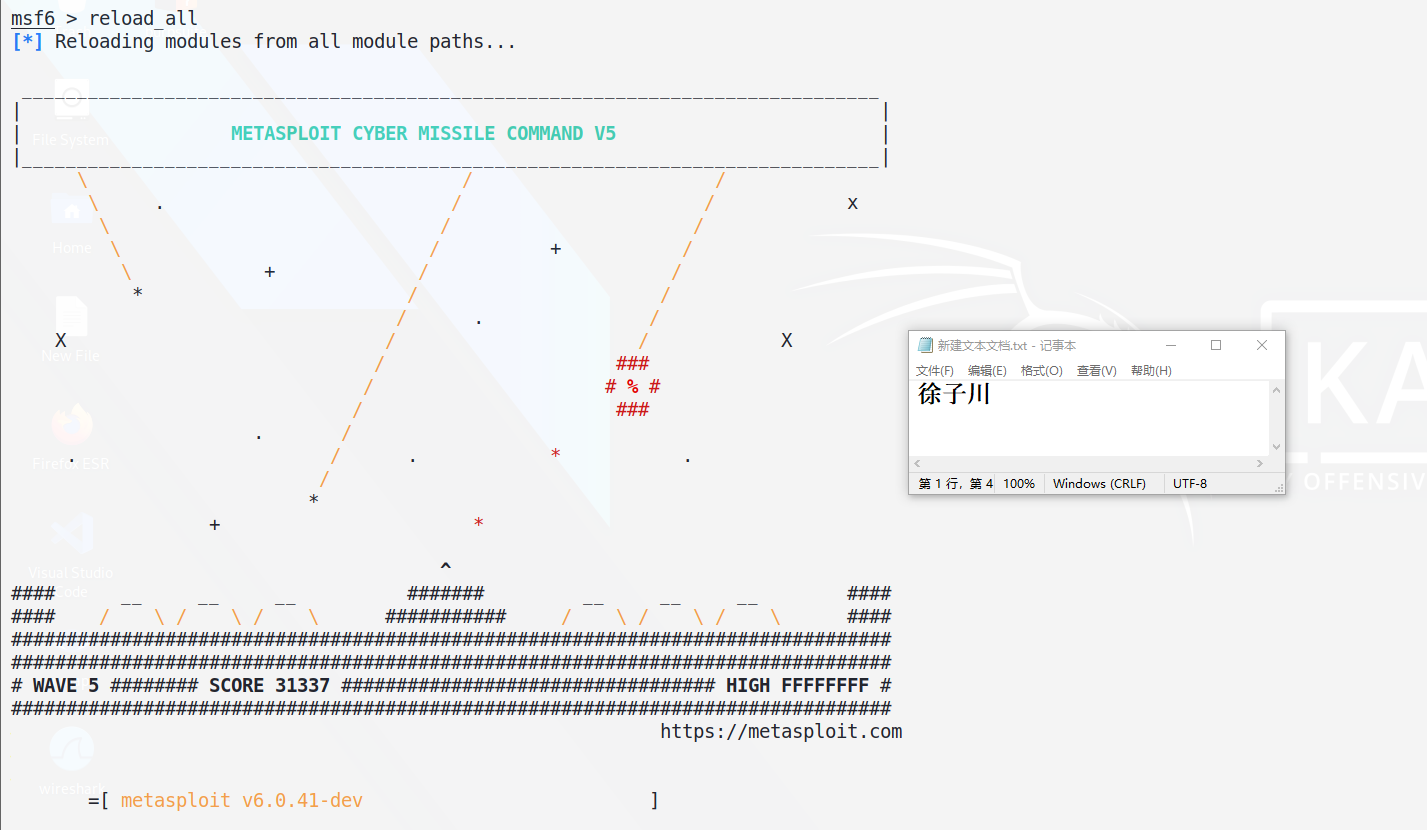 msf6 > reload_all
[*] Reloading modules from all module paths...
METASPLOIT CYBER MISSILE COMMAND V5
File System
Home
New File
Firefox ESR
Visual Studio
Code
新建文本文档.txt - 记事本
文件(F) 编辑(E) 格式(O) 查看(V) 帮助(H)
徐子川
第 1 行，第 4 100% Windows (CRLF) UTF-8
KA
OFFENSIV
# WAVE 5 ######## SCORE 31337 ################################## HIGH FFFFFFFF #
https://metasploit.com
wireshar
=[ metasploit v6.0.41-dev ]